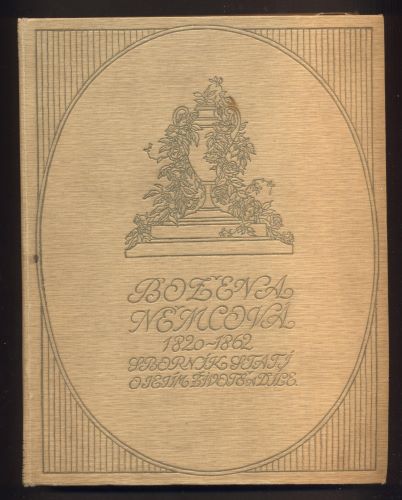 BOŽENA
NĚMCOVÁ
1820-1862
SBORNÍK STATÍ
O JEJÍM ŽIVOTĚ A DÍLE.